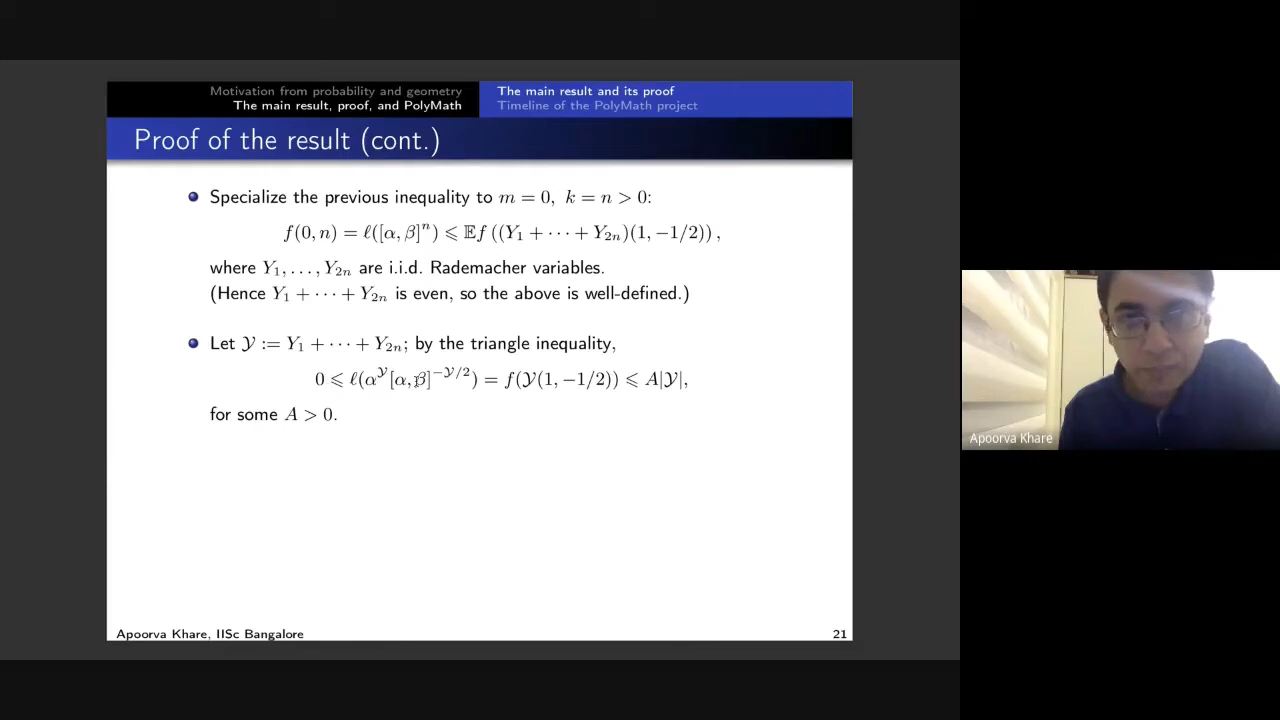 Motivation from probability and geometry
The main result, proof, and PolyMath
The main result and its proof
Timeline of the PolyMath project
Proof of the result (cont.)
Specialize the previous inequality to m = 0, k = n > 0:
f(0, n) = ℓ([α, β]ⁿ) ⩽ 𝔼f ((Y₁ + ··· + Y₂ₙ)(1, −1/2)) ,
where Y₁, . . . , Y₂ₙ are i.i.d. Rademacher variables.
(Hence Y₁ + ··· + Y₂ₙ is even, so the above is well-defined.)
Let 𝒴 := Y₁ + ··· + Y₂ₙ; by the triangle inequality,
0 ⩽ ℓ(α^𝒴[α, β]^{−𝒴/2}) = f(𝒴(1, −1/2)) ⩽ A|𝒴|,
for some A > 0.
Apoorva Khare
Apoorva Khare, IISc Bangalore
21